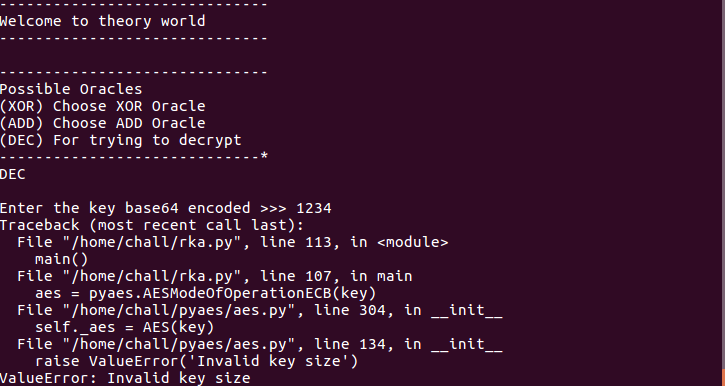 -------------------------------
Welcome to theory world
-------------------------------

-------------------------------
Possible Oracles
(XOR) Choose XOR Oracle
(ADD) Choose ADD Oracle
(DEC) For trying to decrypt
------------------------------*
DEC

Enter the key base64 encoded >>> 1234
Traceback (most recent call last):
  File "/home/chall/rka.py", line 113, in <module>
    main()
  File "/home/chall/rka.py", line 107, in main
    aes = pyaes.AESModeOfOperationECB(key)
  File "/home/chall/pyaes/aes.py", line 304, in __init__
    self._aes = AES(key)
  File "/home/chall/pyaes/aes.py", line 134, in __init__
    raise ValueError('Invalid key size')
ValueError: Invalid key size